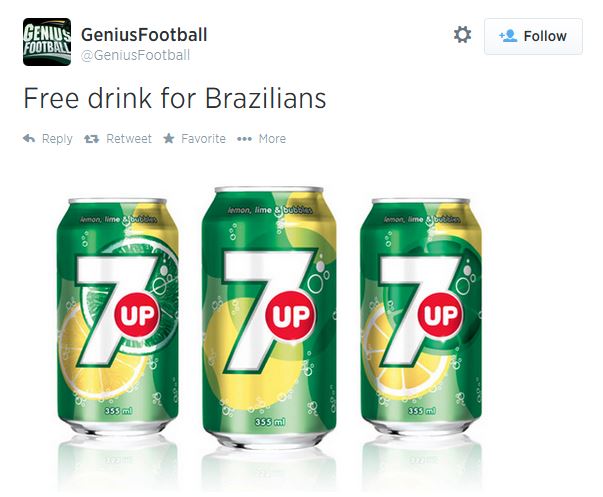 GENIUS
FOOTBALL
GeniusFootball
@GeniusFootball
Follow
Free drink for Brazilians
Reply Retweet Favorite More
lemon, lime & bubbles
7
UP
355 ml
lemon, lime & bubbles
7
UP
355 ml
lemon, lime & bubbles
7
UP
355 ml